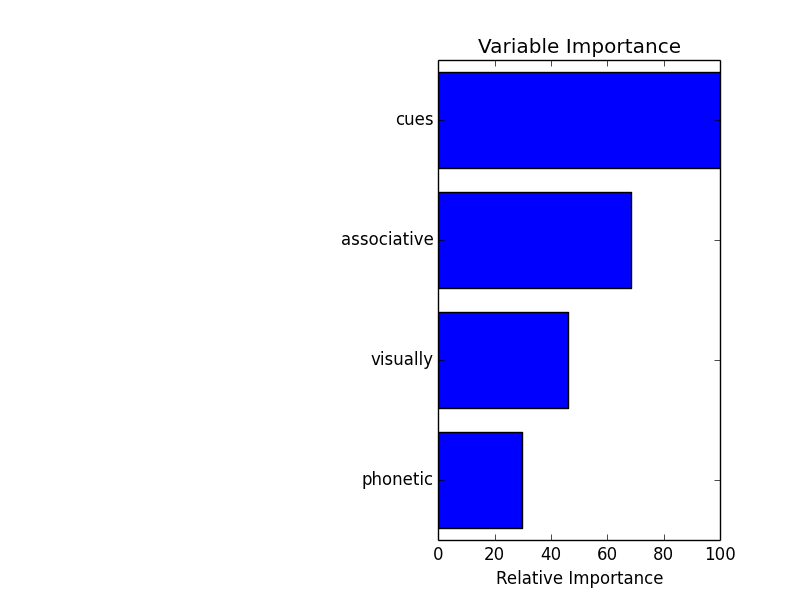 Variable Importance
cues
associative
visually
phonetic
0 20 40 60 80 100
Relative Importance